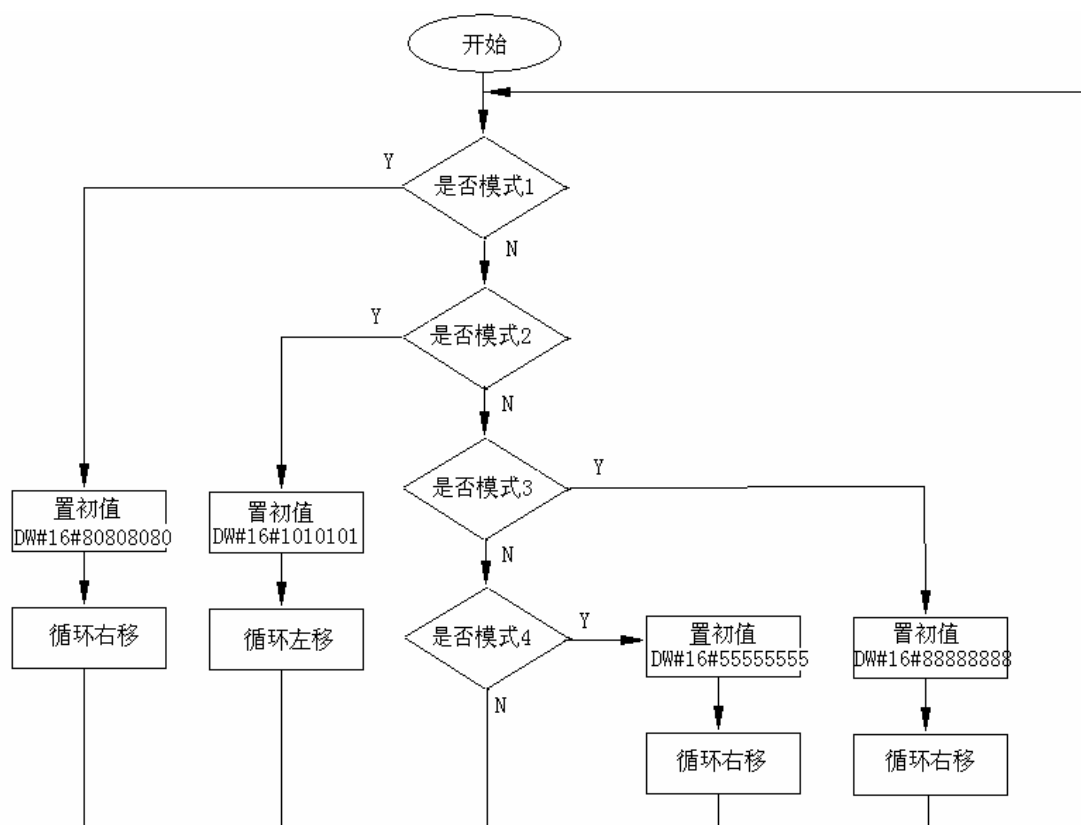 开始
Y
是否模式1
N
Y
是否模式2
N
是否模式3
Y
置初值
DW#16#80808080
置初值
DW#16#1010101
N
循环右移
循环左移
是否模式4
Y
置初值
DW#16#55555555
置初值
DW#16#88888888
N
循环右移
循环右移